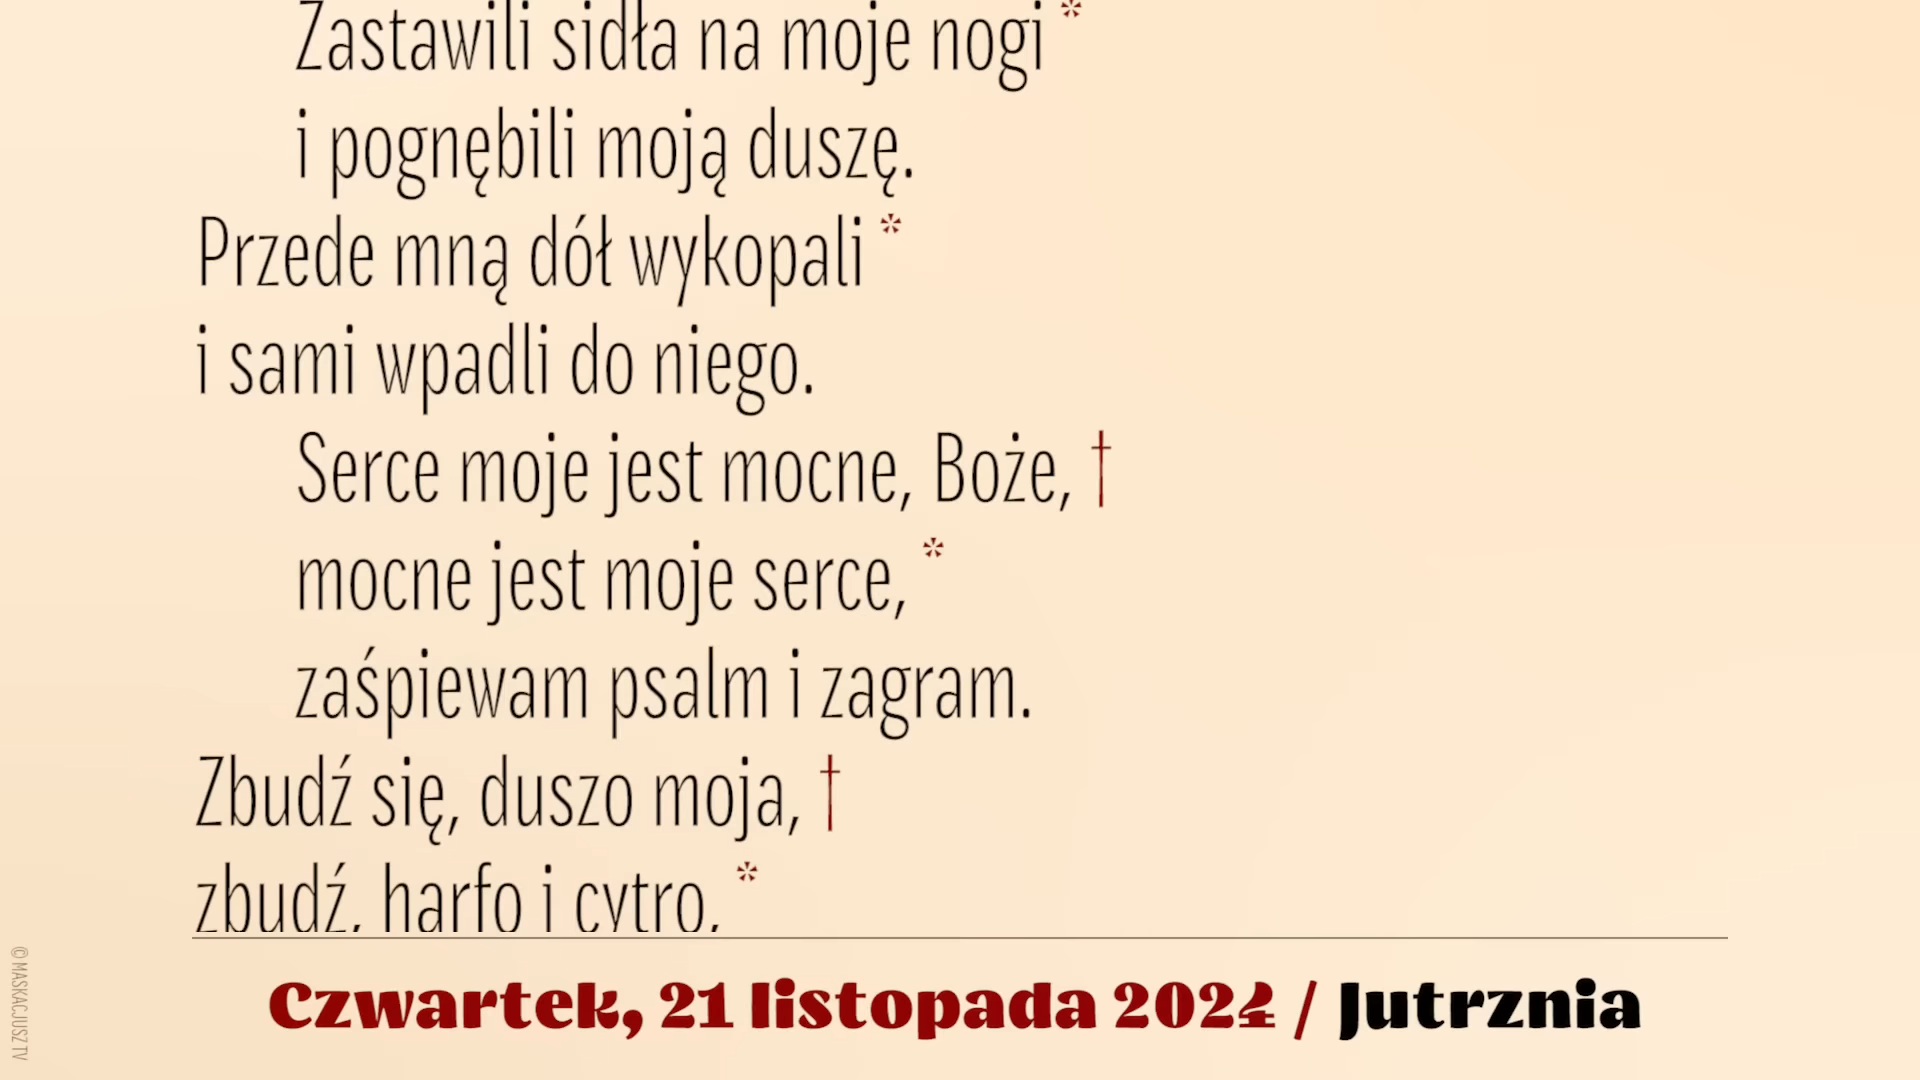 Zastawili sidła na moje nogi *
i pognębili moją duszę.
Przede mną dół wykopali *
i sami wpadli do niego.
Serce moje jest mocne, Boże, †
mocne jest moje serce, *
zaśpiewam psalm i zagram.
Zbudź się, duszo moja, †
zbudź, harfo i cytro, *
Czwartek, 21 listopada 2024 / Jutrznia
© MASKACJUSZ TV